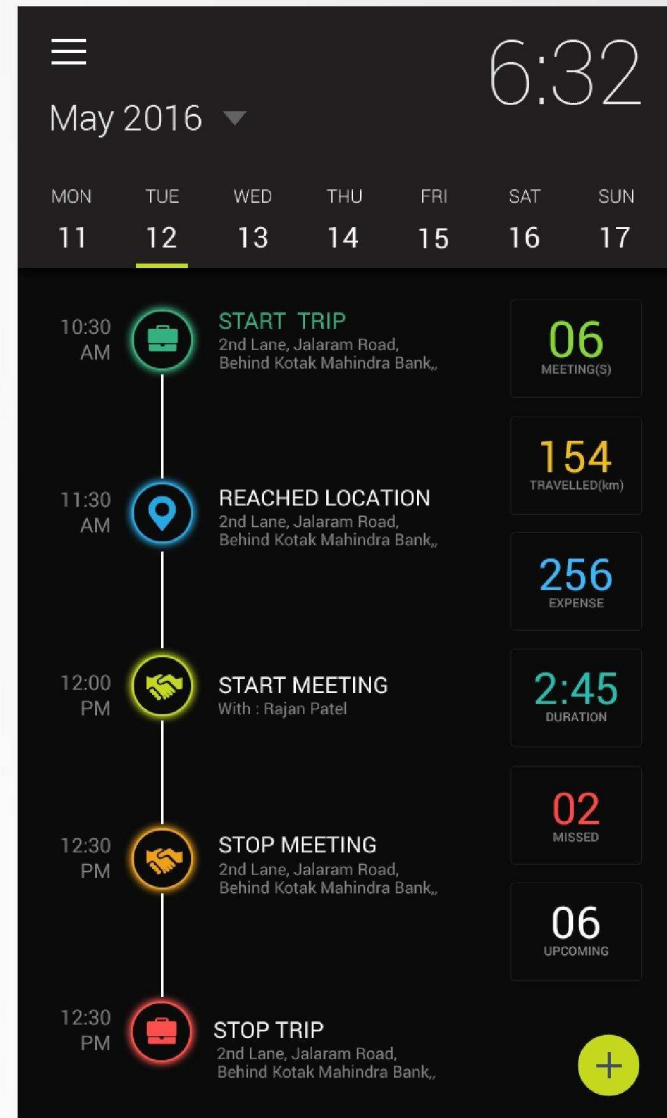 6:32
May 2016
MON TUE WED THU FRI SAT SUN
11 12 13 14 15 16 17
10:30
AM
START TRIP
2nd Lane, Jalaram Road,
Behind Kotak Mahindra Bank,,
06
MEETING(S)
154
TRAVELLED(km)
11:30
AM
REACHED LOCATION
2nd Lane, Jalaram Road,
Behind Kotak Mahindra Bank,,
256
EXPENSE
12:00
PM
START MEETING
With : Rajan Patel
2:45
DURATION
02
MISSED
12:30
PM
STOP MEETING
2nd Lane, Jalaram Road,
Behind Kotak Mahindra Bank,,
06
UPCOMING
12:30
PM
STOP TRIP
2nd Lane, Jalaram Road,
Behind Kotak Mahindra Bank,,
+